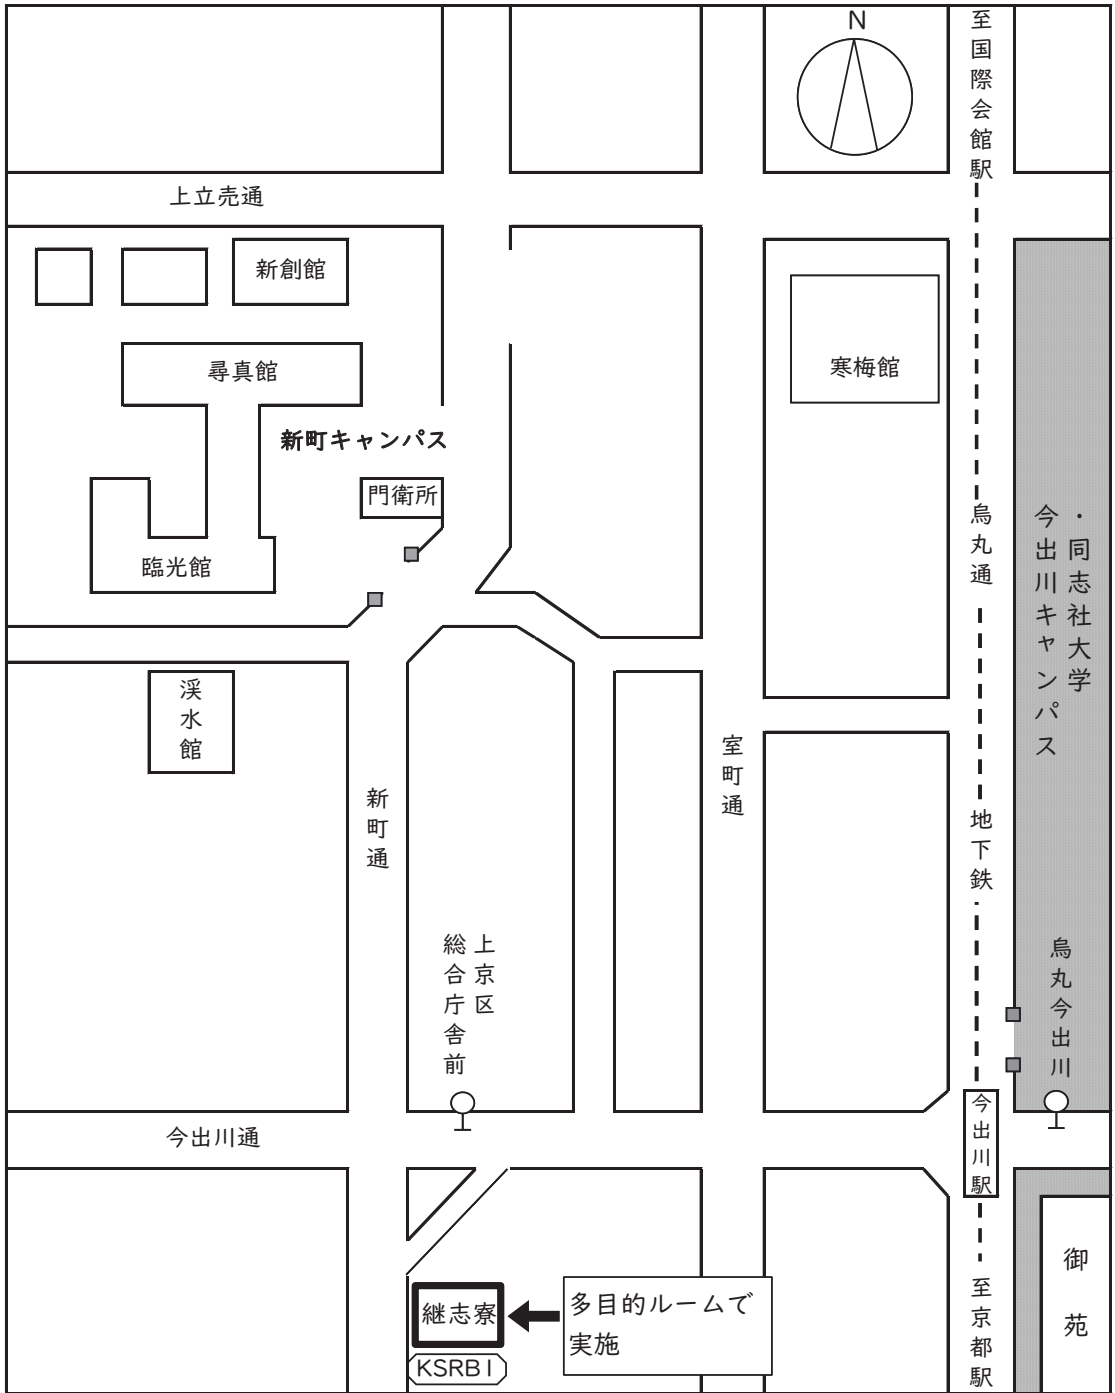 N
至国際会館駅
上立売通
新創館
尋真館
寒梅館
新町キャンパス
門衛所
臨光館
烏丸通
・同志社大学
今出川キャンパス
渓水館
室町通
新町通
地下鉄
上京区
総合庁舎前
烏丸今出川
今出川駅
今出川通
御苑
至京都駅
継志寮
多目的ルームで
実施
KSRBI